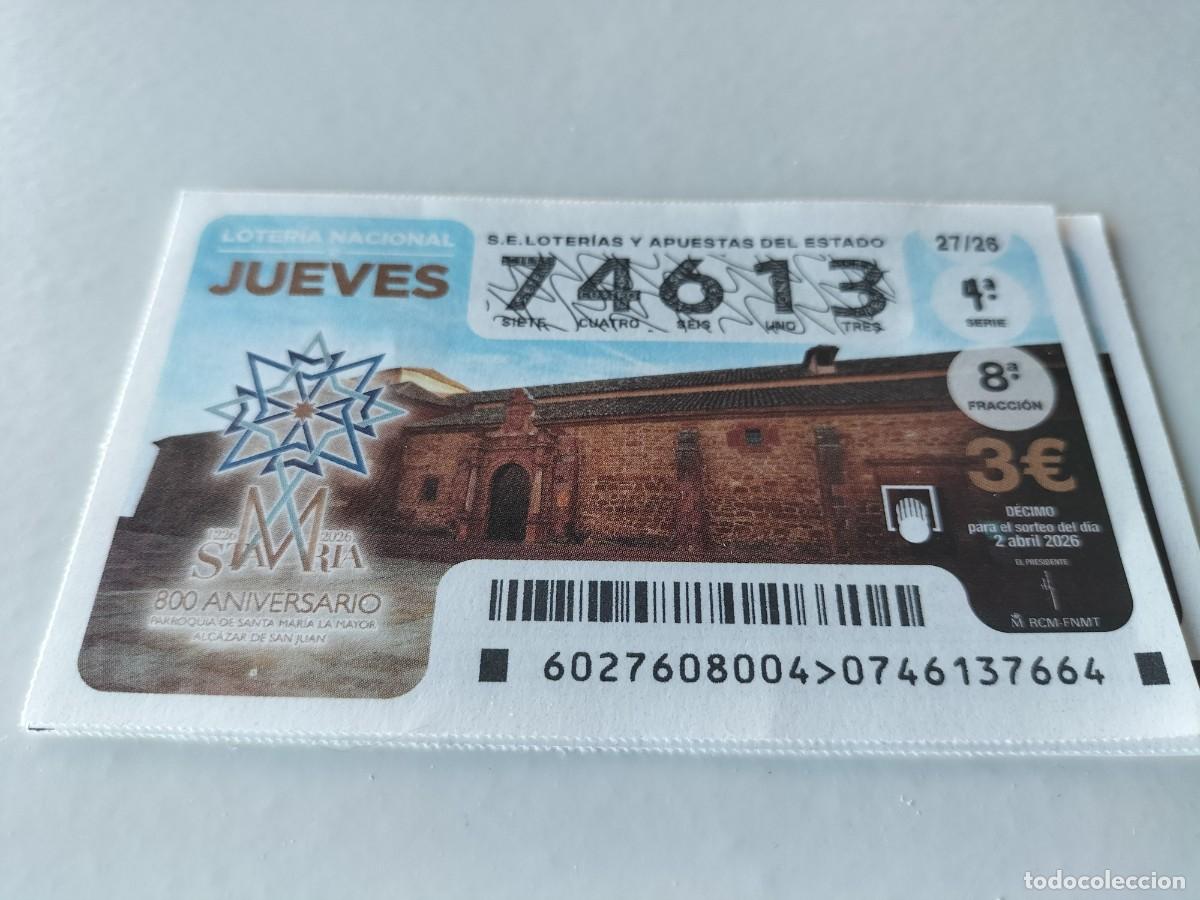 LOTERÍA NACIONAL
JUEVES
S.E.LOTERÍAS Y APUESTAS DEL ESTADO
74613
SIETE CUATRO SEIS UNO TRES
27/26
4ª
SERIE
8ª
FRACCIÓN
3€
DÉCIMO
para el sorteo del día
2 abril 2026
EL PRESIDENTE
RCM-FNMT
1226 2026
STA MARIA
800 ANIVERSARIO
PARROQUIA DE SANTA MARÍA LA MAYOR
ALCÁZAR DE SAN JUAN
6027608004>0746137664
todocoleccion